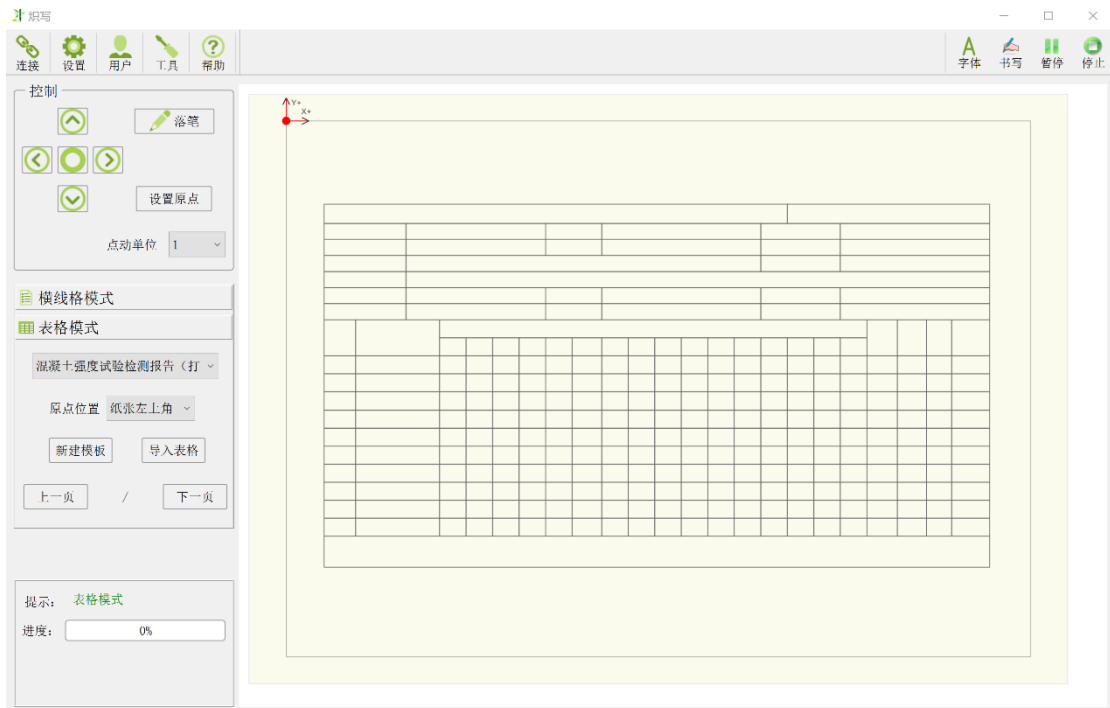 炽写
连接 设置 用户 工具 帮助 字体 书写 暂停 停止
控制
落笔
设置原点
点动单位 1
横线格模式
表格模式
混凝土强度试验检测报告（打
原点位置 纸张左上角
新建模板 导入表格
上一页 / 下一页
提示： 表格模式
进度： 0%
Y+
X+